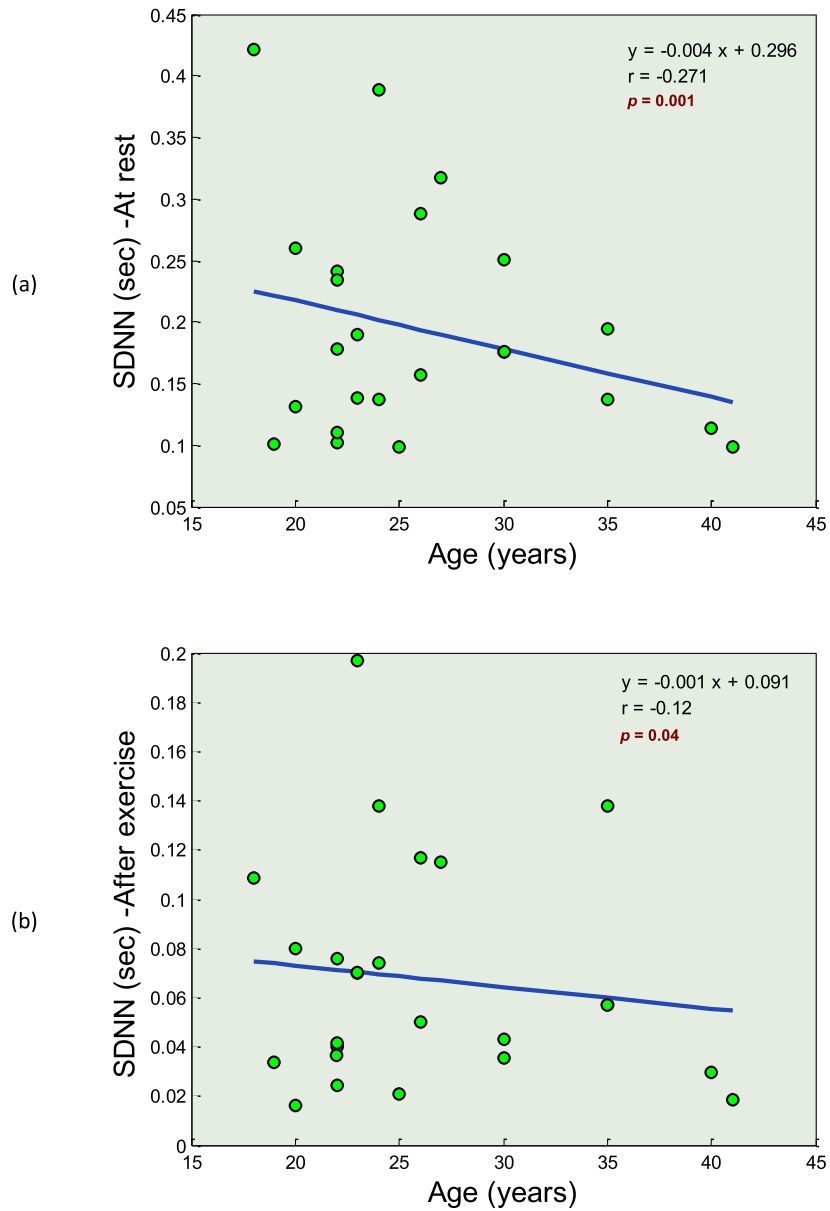 (a)
SDNN (sec) -At rest
0.45
0.4
0.35
0.3
0.25
0.2
0.15
0.1
0.05
y = -0.004 x + 0.296
r = -0.271
p = 0.001
15 20 25 30 35 40 45
Age (years)
(b)
SDNN (sec) -After exercise
0.2
0.18
0.16
0.14
0.12
0.1
0.08
0.06
0.04
0.02
0
y = -0.001 x + 0.091
r = -0.12
p = 0.04
15 20 25 30 35 40 45
Age (years)